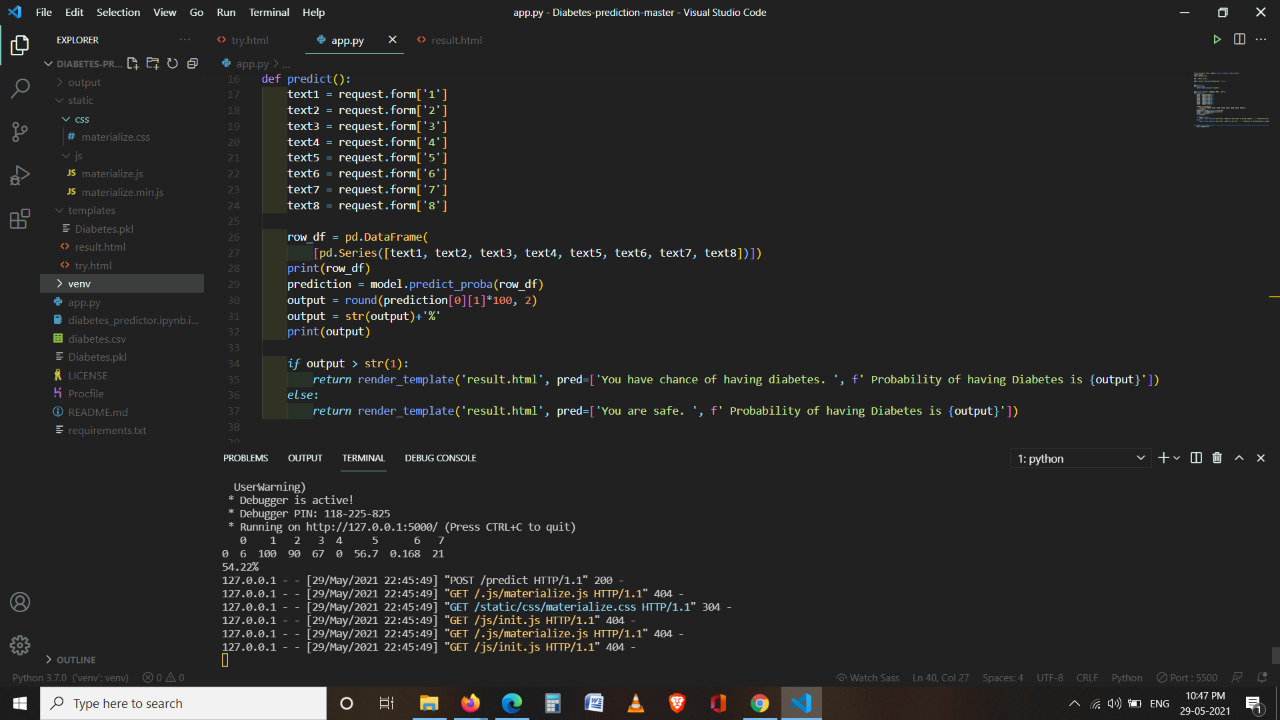 File Edit Selection View Go Run Terminal Help
app.py - Diabetes-prediction-master - Visual Studio Code
EXPLORER
try.html
app.py
result.html
DIABETES-PR...
app.py > ...
output
static
css
materialize.css
js
JS materialize.js
JS materialize.min.js
templates
Diabetes.pkl
result.html
try.html
venv
app.py
diabetes_predictor.ipynb.i...
diabetes.csv
Diabetes.pkl
LICENSE
Procfile
README.md
requirements.txt
OUTLINE
16 def predict():
17 text1 = request.form['1']
18 text2 = request.form['2']
19 text3 = request.form['3']
20 text4 = request.form['4']
21 text5 = request.form['5']
22 text6 = request.form['6']
23 text7 = request.form['7']
24 text8 = request.form['8']
25
26 row_df = pd.DataFrame(
27 [pd.Series([text1, text2, text3, text4, text5, text6, text7, text8])])
28 print(row_df)
29 prediction = model.predict_proba(row_df)
30 output = round(prediction[0][1]*100, 2)
31 output = str(output)+'%'
32 print(output)
33
34 if output > str(1):
35 return render_template('result.html', pred=['You have chance of having diabetes. ', f' Probability of having Diabetes is {output}'])
36 else:
37 return render_template('result.html', pred=['You are safe. ', f' Probability of having Diabetes is {output}'])
38
PROBLEMS OUTPUT TERMINAL DEBUG CONSOLE
1: python
UserWarning)
* Debugger is active!
* Debugger PIN: 118-225-825
* Running on http://127.0.0.1:5000/ (Press CTRL+C to quit)
0 1 2 3 4 5 6 7
0 6 100 90 67 0 56.7 0.168 21
54.22%
127.0.0.1 - - [29/May/2021 22:45:49] "POST /predict HTTP/1.1" 200 -
127.0.0.1 - - [29/May/2021 22:45:49] "GET /.js/materialize.js HTTP/1.1" 404 -
127.0.0.1 - - [29/May/2021 22:45:49] "GET /static/css/materialize.css HTTP/1.1" 304 -
127.0.0.1 - - [29/May/2021 22:45:49] "GET /js/init.js HTTP/1.1" 404 -
127.0.0.1 - - [29/May/2021 22:45:49] "GET /.js/materialize.js HTTP/1.1" 404 -
127.0.0.1 - - [29/May/2021 22:45:49] "GET /js/init.js HTTP/1.1" 404 -
Python 3.7.0 ('venv': venv) 0 0
Watch Sass Ln 40, Col 27 Spaces: 4 UTF-8 CRLF Python Port : 5500
Type here to search
ENG
10:47 PM
29-05-2021
1